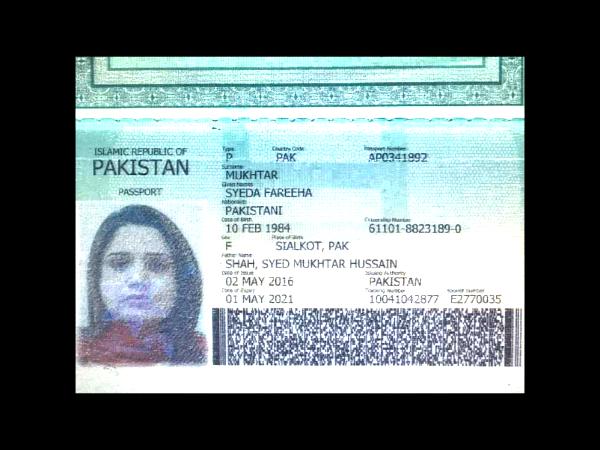 ISLAMIC REPUBLIC OF
PAKISTAN
PASSPORT
Type Country Code Passport Number
P PAK AP0341892
Surname
MUKHTAR
Given Names
SYEDA FAREEHA
Nationality
PAKISTANI
Date of Birth Citizenship Number
10 FEB 1984 61101-8823189-0
Sex Place of Birth
F SIALKOT, PAK
Father Name
SHAH, SYED MUKHTAR HUSSAIN
Date of Issue Issuing Authority
02 MAY 2016 PAKISTAN
Date of Expiry Tracking Number Booklet Number
01 MAY 2021 10041042877 E2770035